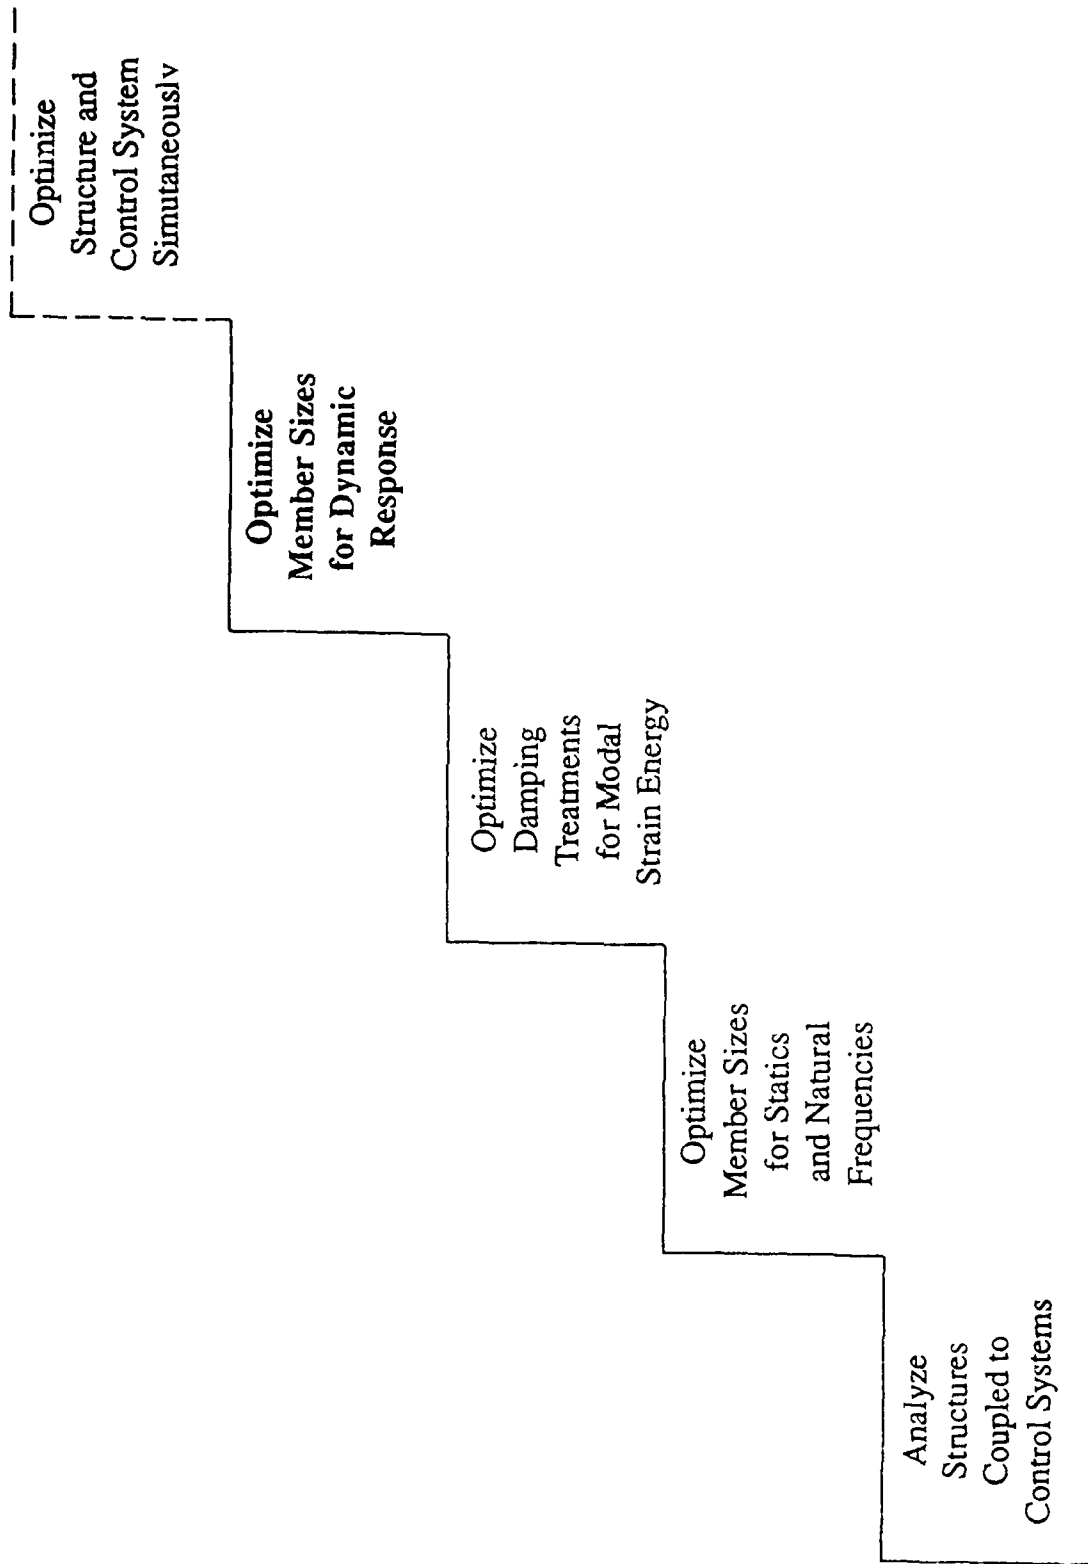 Optimize
Structure and
Control System
Simutaneously
Optimize
Member Sizes
for Dynamic
Response
Optimize
Damping
Treatments
for Modal
Strain Energy
Optimize
Member Sizes
for Statics
and Natural
Frequencies
Analyze
Structures
Coupled to
Control Systems